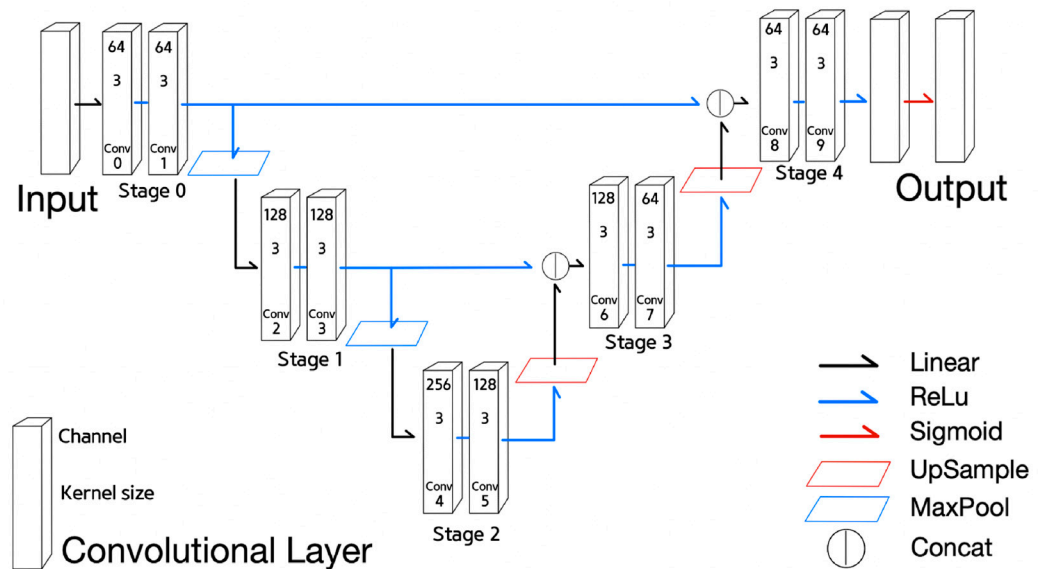 64
3
Conv
0
64
3
Conv
1
Stage 0
Input
128
3
Conv
2
128
3
Conv
3
Stage 1
256
3
Conv
4
128
3
Conv
5
Stage 2
128
3
Conv
6
64
3
Conv
7
Stage 3
64
3
Conv
8
64
3
Conv
9
Stage 4
Output
Channel
Kernel size
Convolutional Layer
Linear
ReLu
Sigmoid
UpSample
MaxPool
Concat